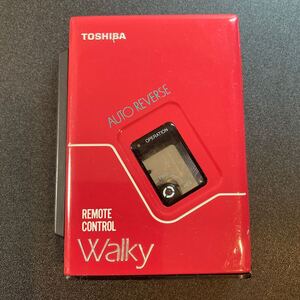 TOSHIBA
AUTO REVERSE
OPERATION
REMOTE
CONTROL
Walky